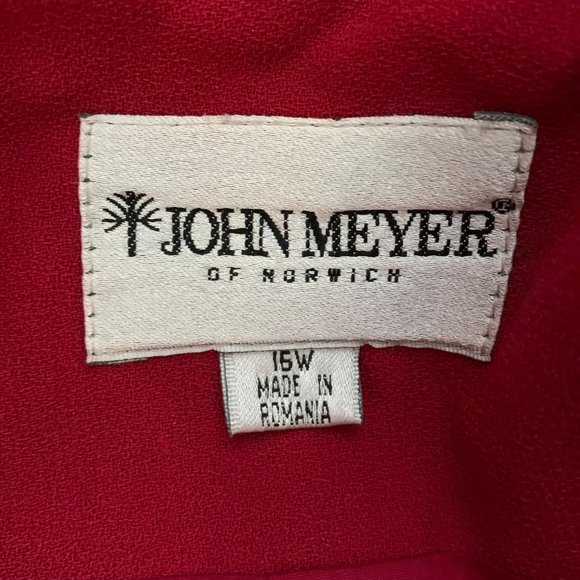 JOHN MEYER®
OF NORWICH
16W
MADE IN
ROMANIA